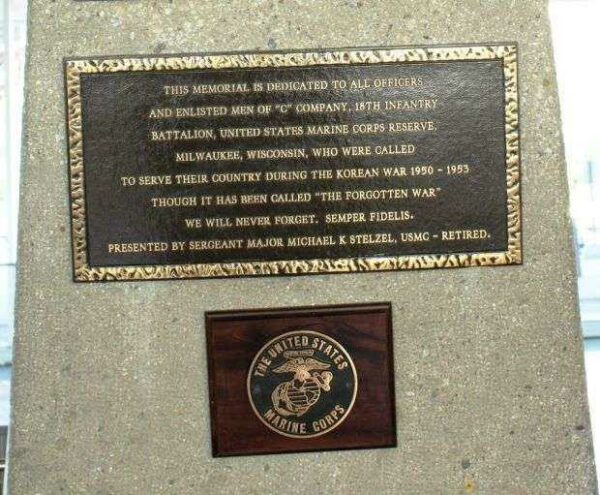 THIS MEMORIAL IS DEDICATED TO ALL OFFICERS
AND ENLISTED MEN OF "C" COMPANY, 18TH INFANTRY
BATTALION, UNITED STATES MARINE CORPS RESERVE,
MILWAUKEE, WISCONSIN, WHO WERE CALLED
TO SERVE THEIR COUNTRY DURING THE KOREAN WAR 1950 - 1953
THOUGH IT HAS BEEN CALLED "THE FORGOTTEN WAR"
WE WILL NEVER FORGET. SEMPER FIDELIS.
PRESENTED BY SERGEANT MAJOR MICHAEL K STELZEL, USMC - RETIRED.
THE UNITED STATES
MARINE CORPS